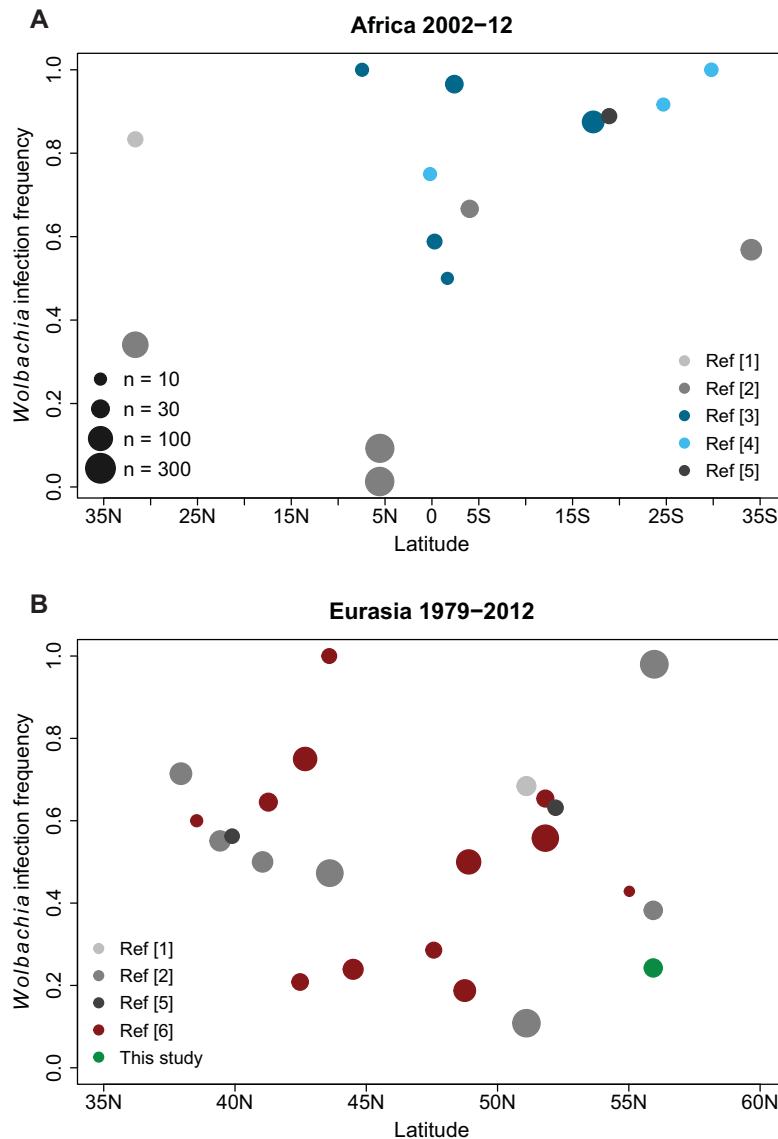 A
Africa 2002−12
Wolbachia infection frequency
1.0
0.8
0.6
0.4
0.2
0.0
n = 10
n = 30
n = 100
n = 300
Ref [1]
Ref [2]
Ref [3]
Ref [4]
Ref [5]
35N 25N 15N 5N 0 5S 15S 25S 35S
Latitude
B
Eurasia 1979−2012
Wolbachia infection frequency
1.0
0.8
0.6
0.4
0.2
0.0
Ref [1]
Ref [2]
Ref [5]
Ref [6]
This study
35N 40N 45N 50N 55N 60N
Latitude